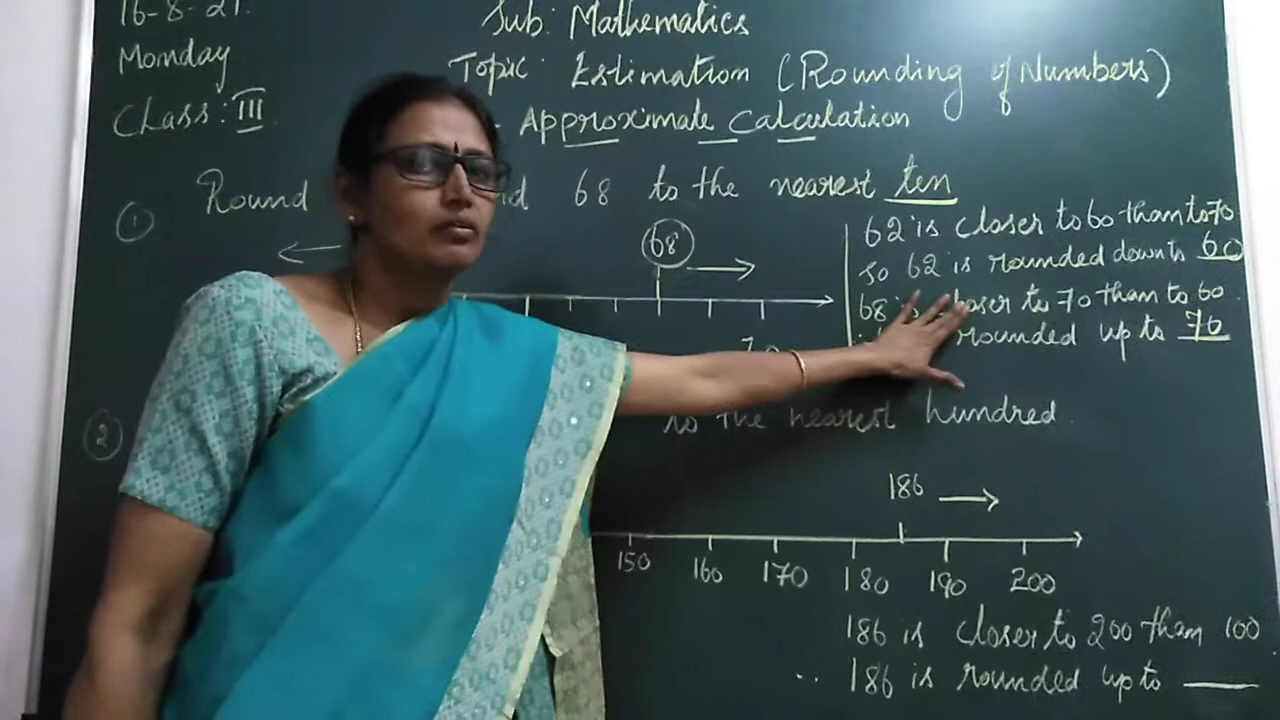 16-8-21
Sub: Mathematics
Monday
Topic: Estimation (Rounding of Numbers)
Class: III
Approximate Calculation
① Round 68 to the nearest ten
68
62 is closer to 60 than to 70
so 62 is rounded down to 60
68 is closer to 70 than to 60
rounded up to 70
70
② to the nearest hundred
186
150 160 170 180 190 200
186 is closer to 200 than 100
∴ 186 is rounded up to ___